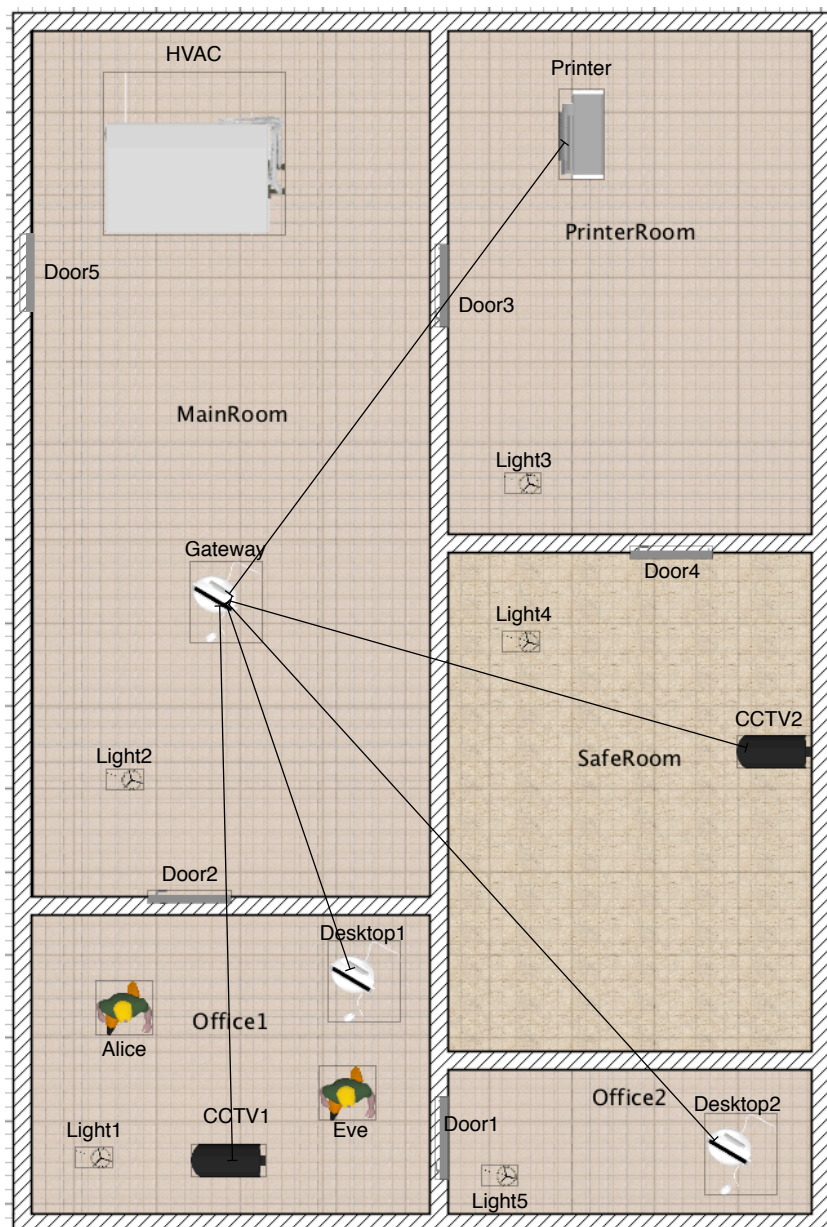 HVAC
Printer
PrinterRoom
Door5
Door3
MainRoom
Light3
Gateway
Door4
Light4
CCTV2
Light2
SafeRoom
Door2
Desktop1
Office1
Alice
Office2
Desktop2
CCTV1
Light1
Eve
Door1
Light5